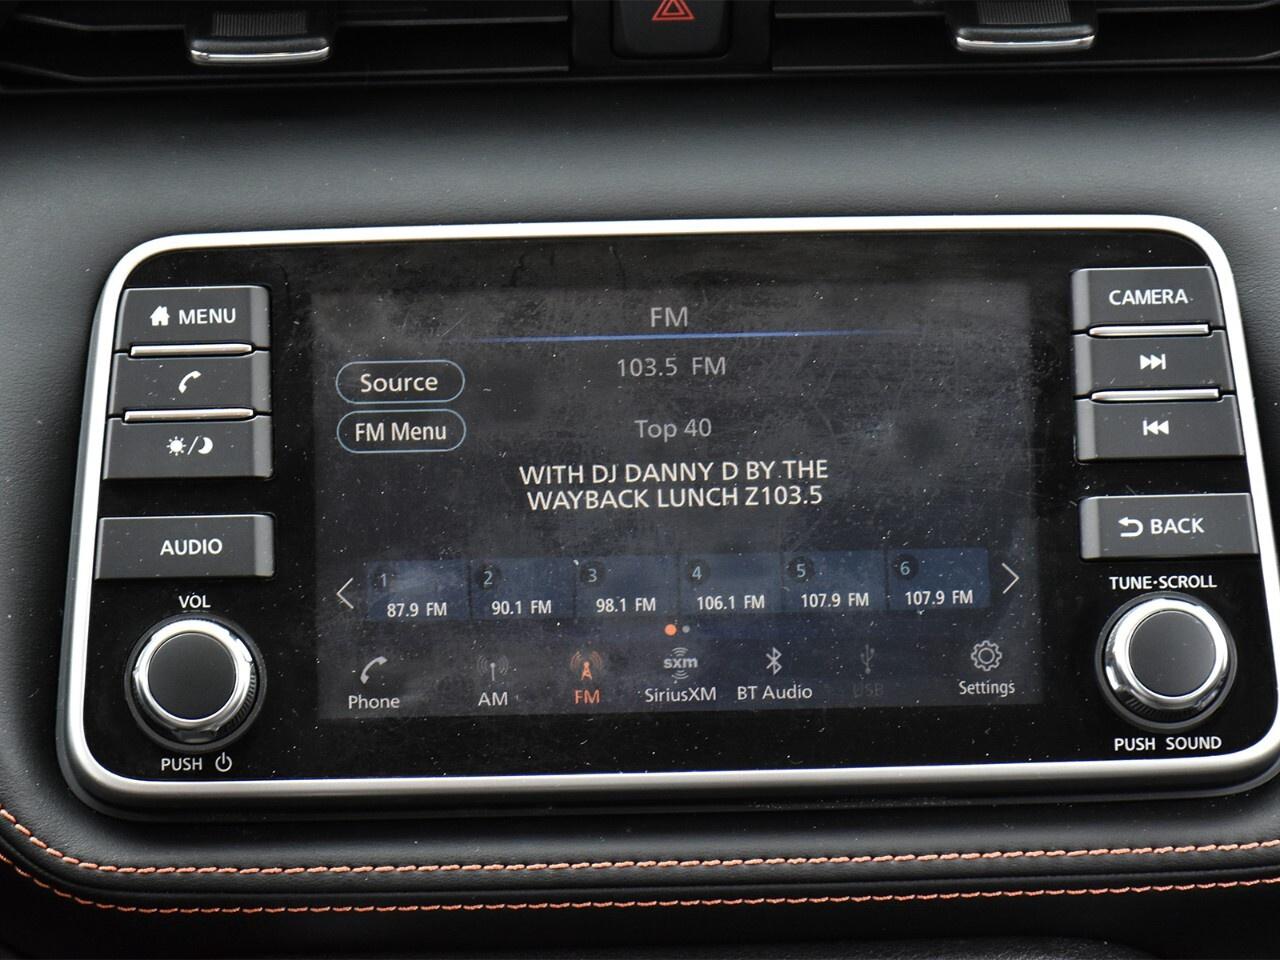 MENU
AUDIO
VOL
PUSH
FM
103.5 FM
Source
FM Menu
Top 40
WITH DJ DANNY D BY THE
WAYBACK LUNCH Z103.5
1 2 3 4 5 6
87.9 FM 90.1 FM 98.1 FM 106.1 FM 107.9 FM 107.9 FM
sxm
Phone AM FM SiriusXM BT Audio USB Settings
CAMERA
BACK
TUNE·SCROLL
PUSH SOUND